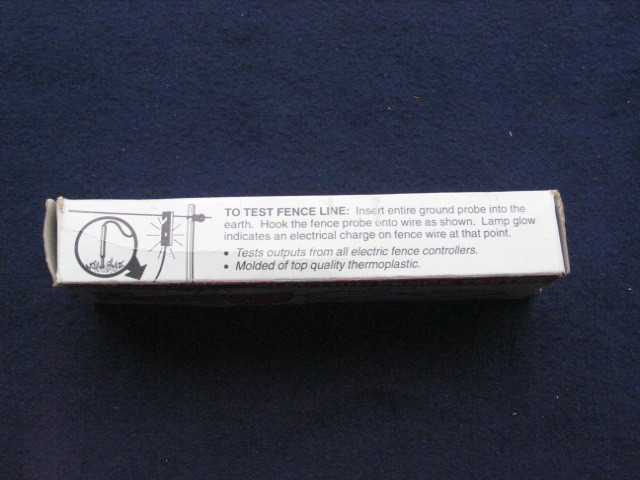 TO TEST FENCE LINE: Insert entire ground probe into the
earth. Hook the fence probe onto wire as shown. Lamp glow
indicates an electrical charge on fence wire at that point.
• Tests outputs from all electric fence controllers.
• Molded of top quality thermoplastic.